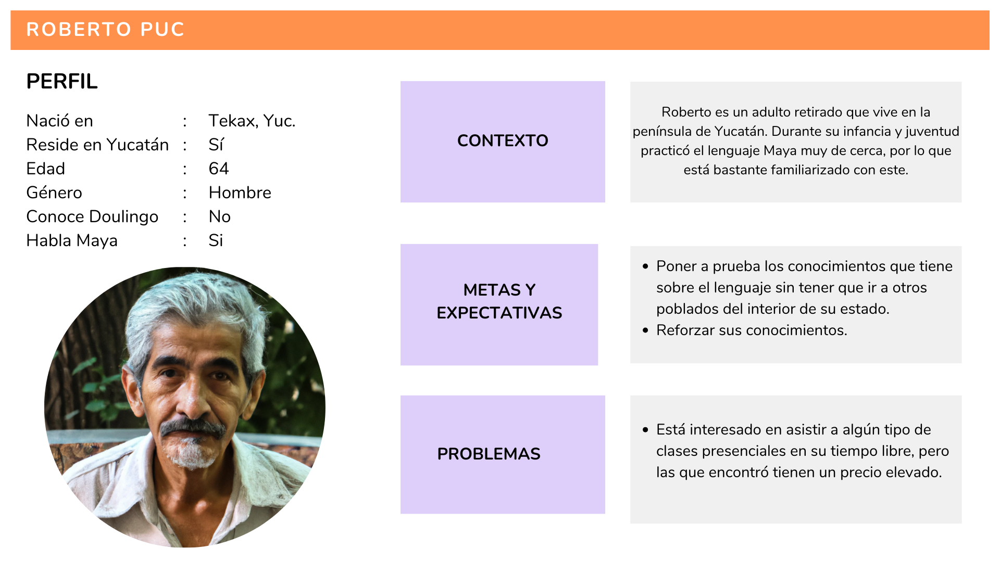 ROBERTO PUC
PERFIL
Nació en : Tekax, Yuc.
Reside en Yucatán : Sí
Edad : 64
Género : Hombre
Conoce Doulingo : No
Habla Maya : Si
CONTEXTO
Roberto es un adulto retirado que vive en la
península de Yucatán. Durante su infancia y juventud
practicó el lenguaje Maya muy de cerca, por lo que
está bastante familiarizado con este.
METAS Y
EXPECTATIVAS
• Poner a prueba los conocimientos que tiene
sobre el lenguaje sin tener que ir a otros
poblados del interior de su estado.
• Reforzar sus conocimientos.
PROBLEMAS
• Está interesado en asistir a algún tipo de
clases presenciales en su tiempo libre, pero
las que encontró tienen un precio elevado.